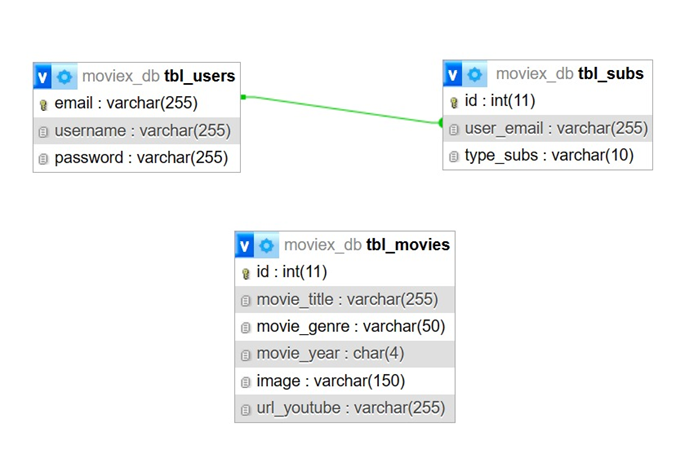 V moviex_db tbl_users
email : varchar(255)
username : varchar(255)
password : varchar(255)
V moviex_db tbl_subs
id : int(11)
user_email : varchar(255)
type_subs : varchar(10)
V moviex_db tbl_movies
id : int(11)
movie_title : varchar(255)
movie_genre : varchar(50)
movie_year : char(4)
image : varchar(150)
url_youtube : varchar(255)